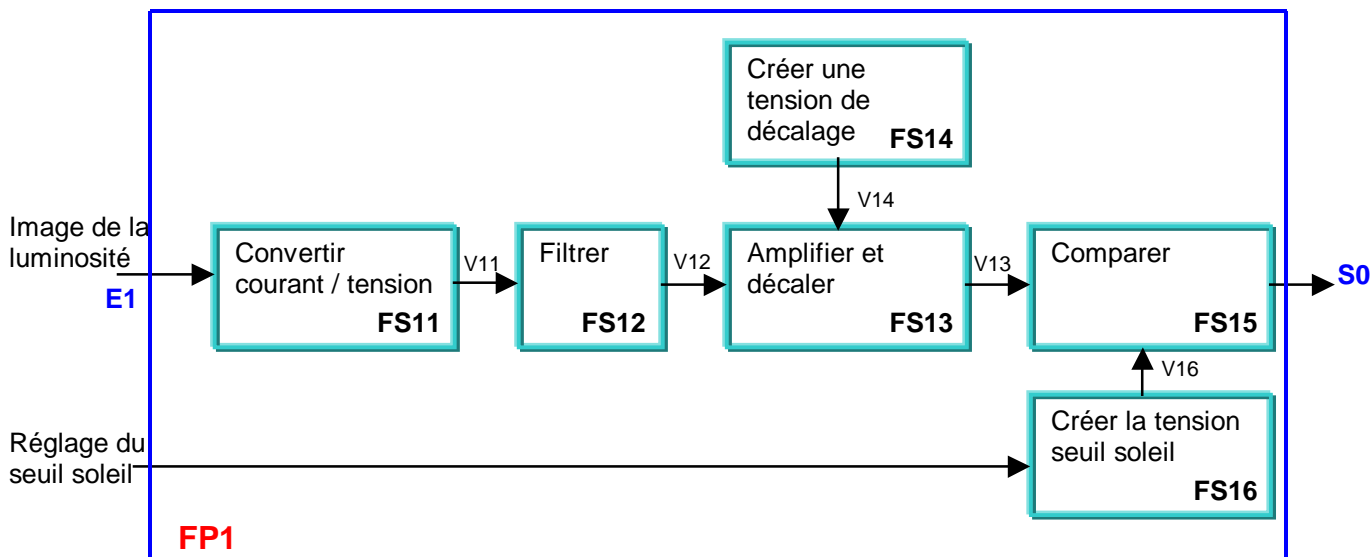 Créer une
tension de
décalage
FS14
V14
Image de la
luminosité
E1
Convertir
courant / tension
FS11
V11
Filtrer
FS12
V12
Amplifier et
décaler
FS13
V13
Comparer
FS15
S0
V16
Réglage du
seuil soleil
Créer la tension
seuil soleil
FS16
FP1